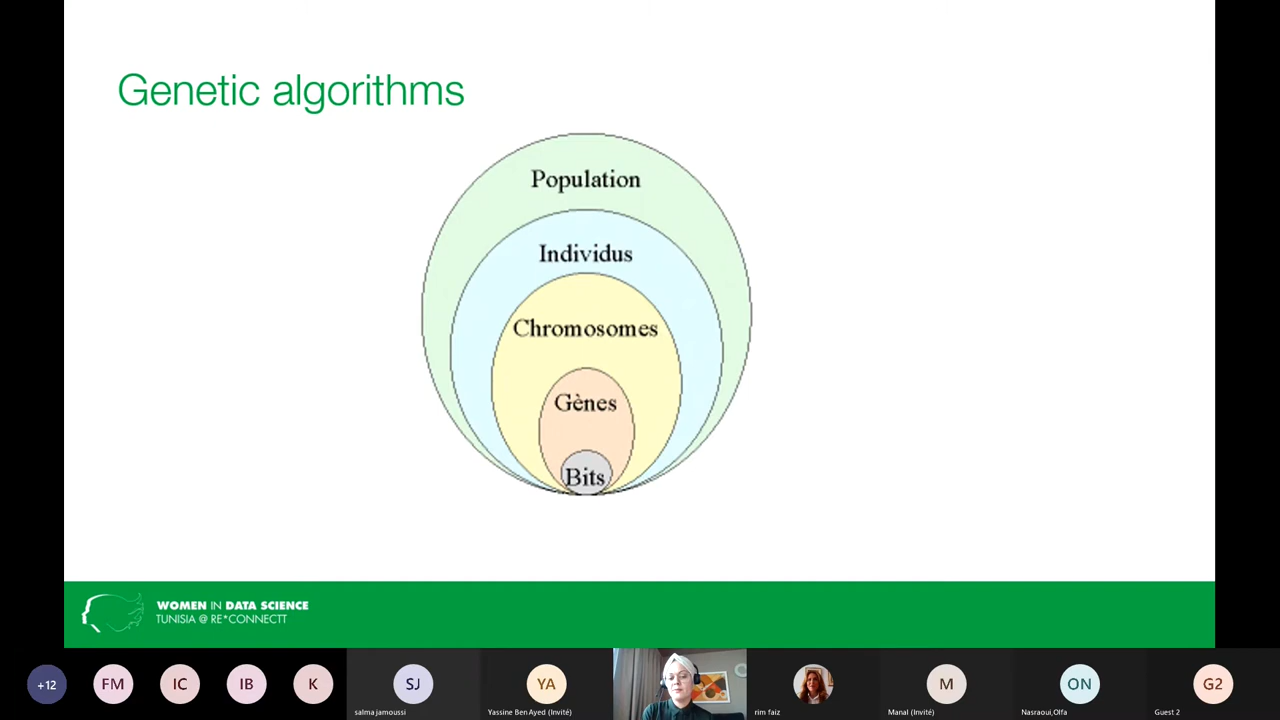 Genetic algorithms
Population
Individus
Chromosomes
Gènes
Bits
WOMEN IN DATA SCIENCE
TUNISIA @ RE*CONNECTT
+12
FM
IC
IB
K
SJ
YA
M
ON
G2
salma jamoussi
Yassine Ben Ayed (Invité)
rim faiz
Manal (Invité)
Nasraoui,Olfa
Guest 2